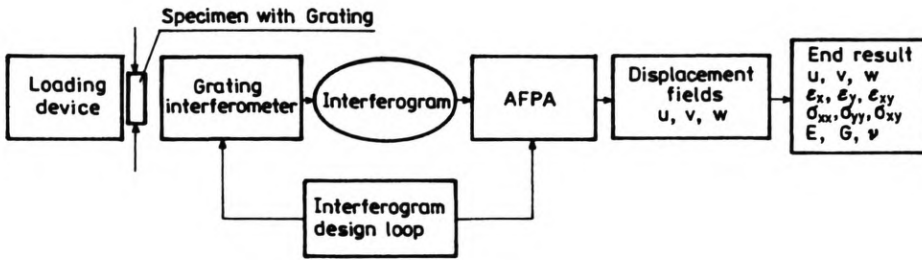 Specimen with Grating
Loading
device
Grating
interferometer
Interferogram
AFPA
Displacement
fields
u, v, w
End result
u, v, w
εx, εy, εxy
σxx, σyy, σxy
E, G, ν
Interferogram
design loop